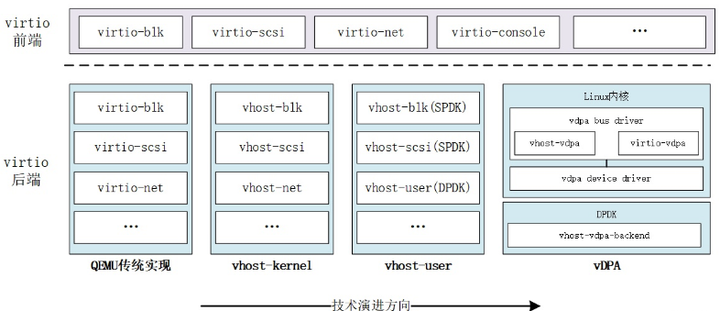 virtio
前端
virtio-blk
virtio-scsi
virtio-net
virtio-console
...
virtio
后端
virtio-blk
virtio-scsi
virtio-net
...
QEMU传统实现
vhost-blk
vhost-scsi
vhost-net
...
vhost-kernel
vhost-blk(SPDK)
vhost-scsi(SPDK)
vhost-user(DPDK)
...
vhost-user
Linux内核
vdpa bus driver
vhost-vdpa
virtio-vdpa
vdpa device driver
DPDK
vhost-vdpa-backend
vDPA
技术演进方向